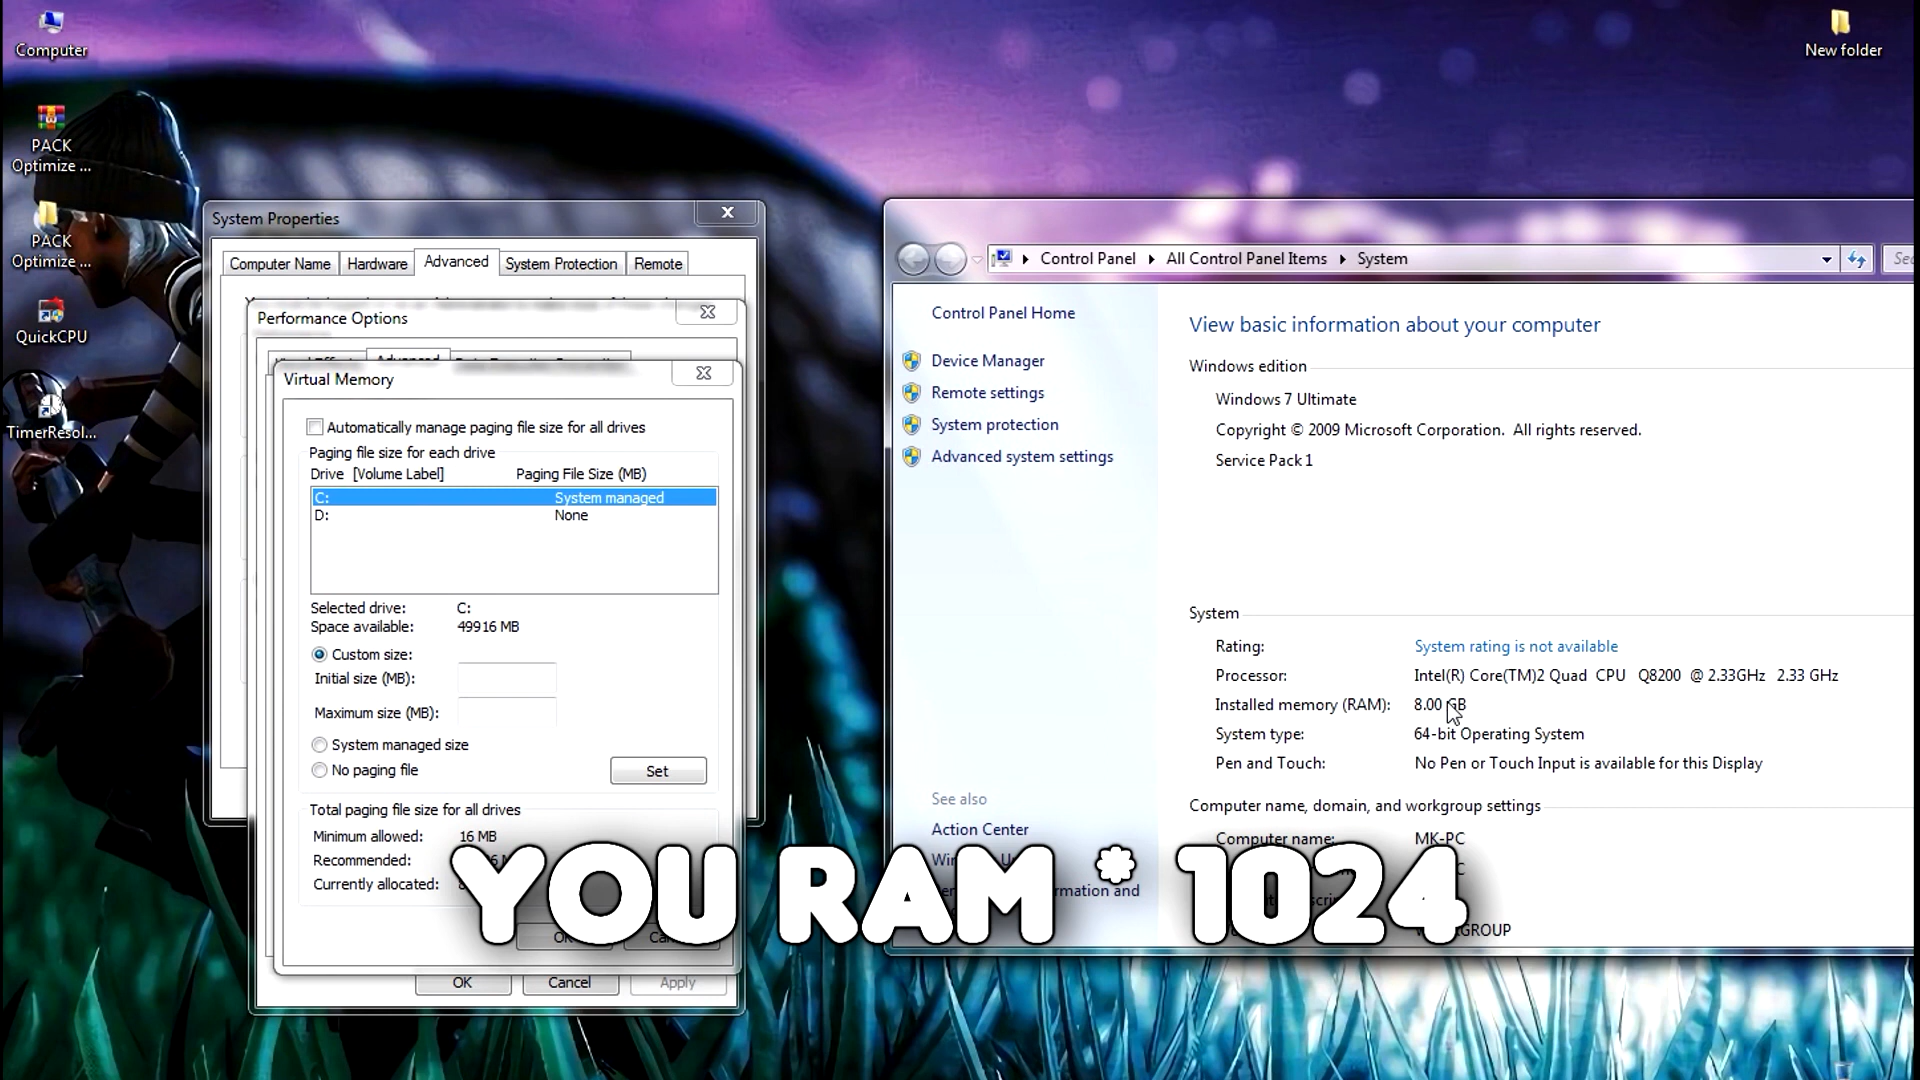 Computer
New folder
PACK
Optimize ...
PACK
Optimize ...
QuickCPU
TimerResol...
System Properties
Computer Name
Hardware
Advanced
System Protection
Remote
Performance Options
Advanced
Virtual Memory
Automatically manage paging file size for all drives
Paging file size for each drive
Drive [Volume Label]
Paging File Size (MB)
C:
System managed
D:
None
Selected drive:
C:
Space available:
49916 MB
Custom size:
Initial size (MB):
Maximum size (MB):
System managed size
No paging file
Set
Total paging file size for all drives
Minimum allowed:
16 MB
Recommended:
Currently allocated:
OK
Cancel
Apply
Control Panel
All Control Panel Items
System
Control Panel Home
Device Manager
Remote settings
System protection
Advanced system settings
See also
Action Center
View basic information about your computer
Windows edition
Windows 7 Ultimate
Copyright © 2009 Microsoft Corporation. All rights reserved.
Service Pack 1
System
Rating:
System rating is not available
Processor:
Intel(R) Core(TM)2 Quad CPU Q8200 @ 2.33GHz 2.33 GHz
Installed memory (RAM):
8.00 GB
System type:
64-bit Operating System
Pen and Touch:
No Pen or Touch Input is available for this Display
Computer name, domain, and workgroup settings
Computer name:
MK-PC
YOU RAM * 1024